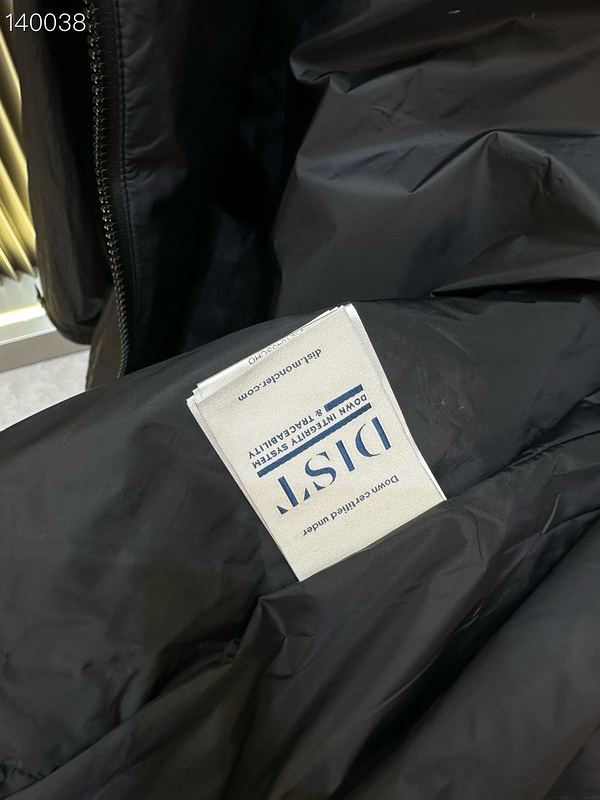 140038
Down certified under
DIST
DOWN INTEGRITY SYSTEM
& TRACEABILITY
dist.moncler.com